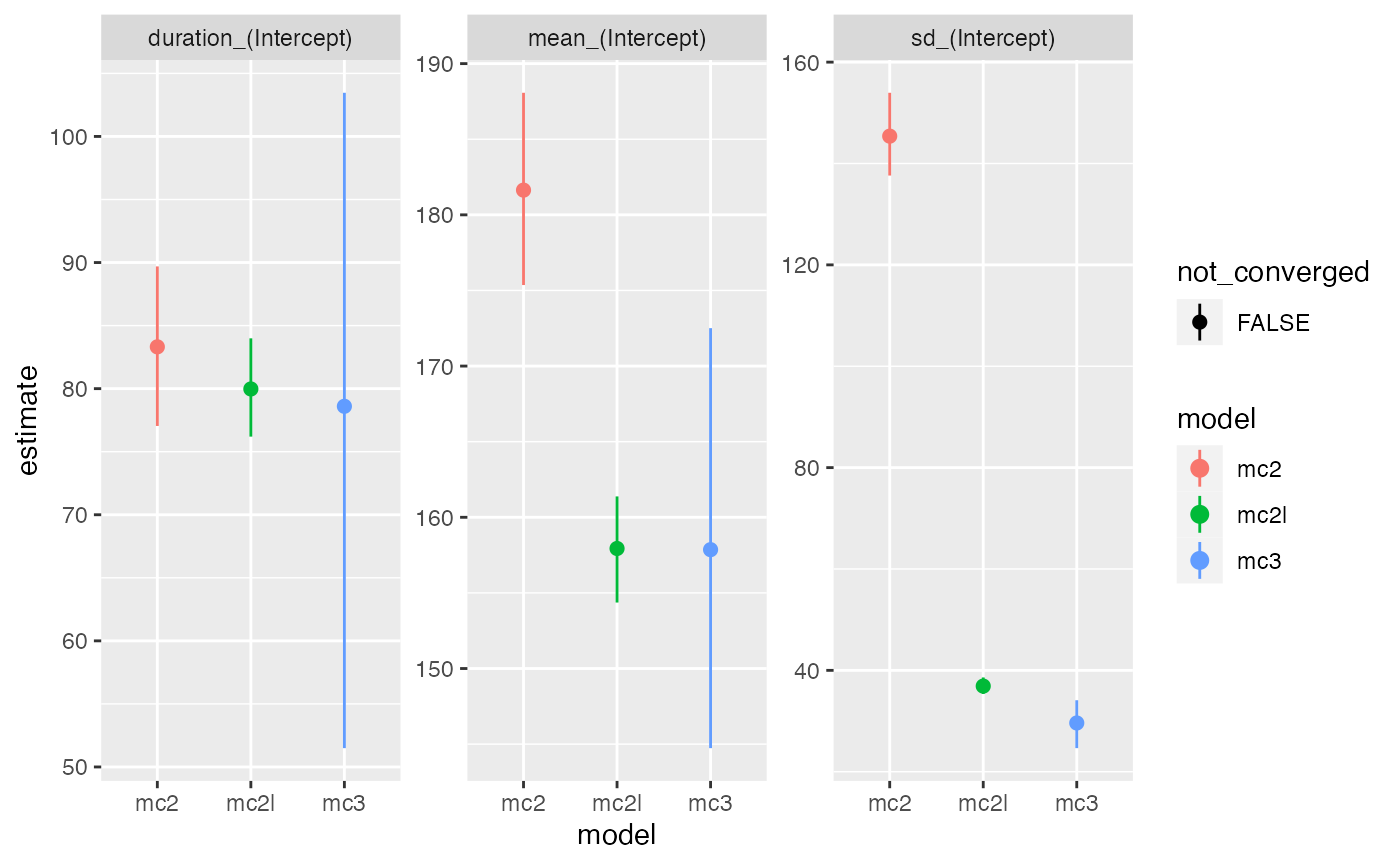 duration_(Intercept)
mean_(Intercept)
sd_(Intercept)
estimate
100
90
80
70
60
50
190
180
170
160
150
160
120
80
40
mc2 mc2l mc3
mc2 mc2l mc3
mc2 mc2l mc3
model
not_converged
FALSE
model
mc2
mc2l
mc3